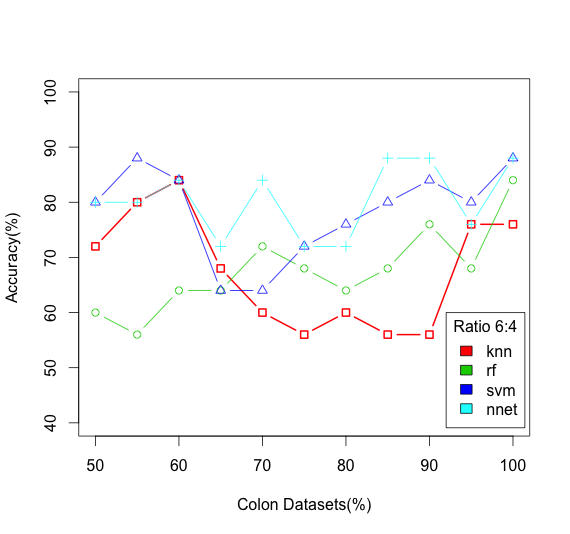 Accuracy(%)
100
90
80
70
60
50
40
50 60 70 80 90 100
Colon Datasets(%)
Ratio 6:4
knn
rf
svm
nnet